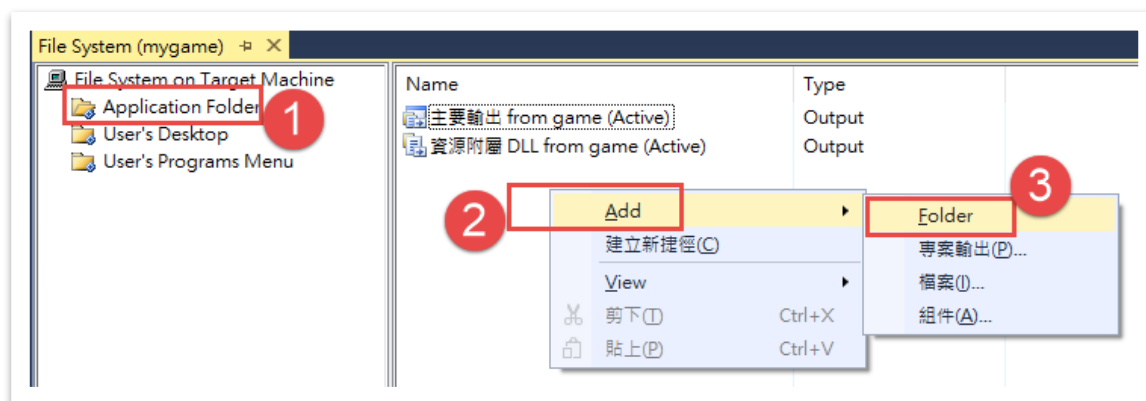 File System (mygame)
File System on Target Machine
Application Folder
1
User's Desktop
User's Programs Menu
Name Type
主要輸出 from game (Active) Output
資源附屬 DLL from game (Active) Output
2
Add
建立新捷徑(C)
View
剪下(T) Ctrl+X
貼上(P) Ctrl+V
3
Folder
專案輸出(P)...
檔案(I)...
組件(A)...